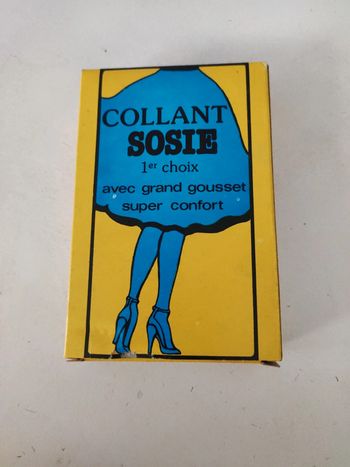 COLLANT
SOSIE
1er choix
avec grand gousset
super confort